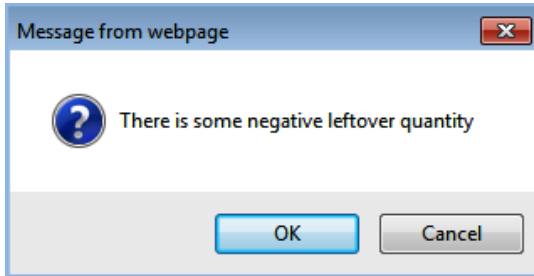 Message from webpage
There is some negative leftover quantity
OK
Cancel